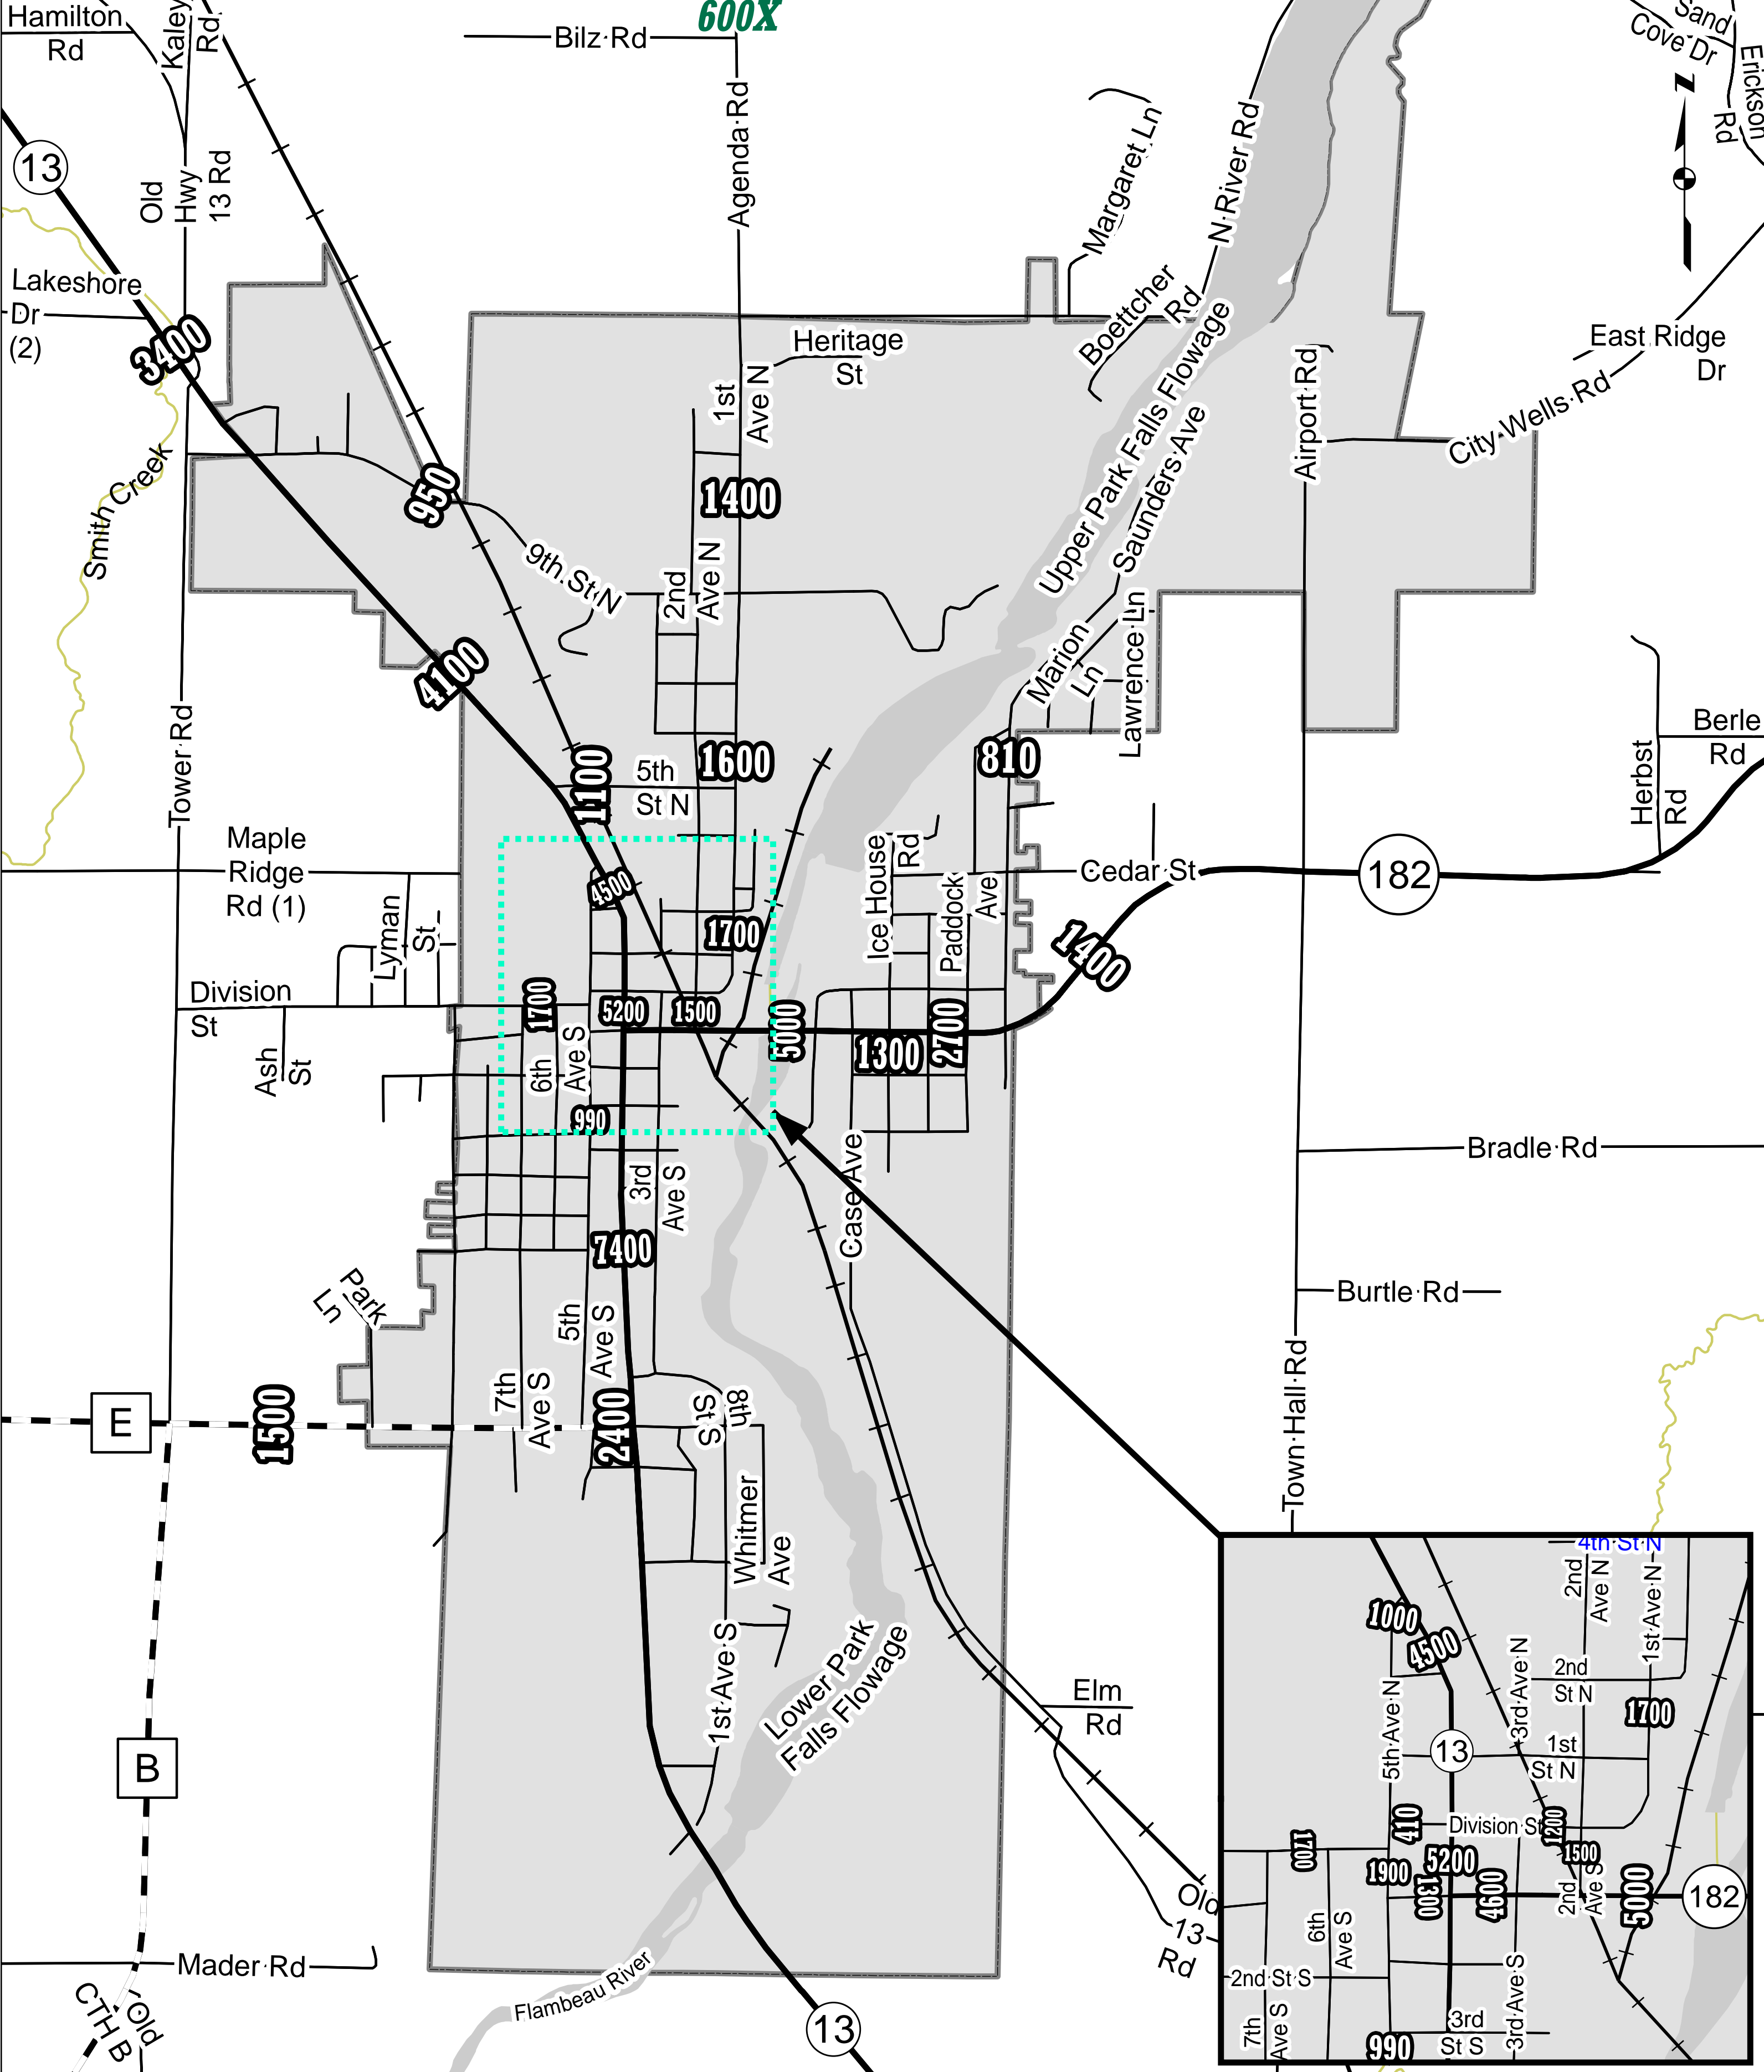 Hamilton
Rd
Kaley
Rd
600X
Bilz Rd
Sand
Cove Dr
Erickson
Rd
N
13
Old
Hwy
13 Rd
Agenda Rd
Margaret Ln
N River Rd
Lakeshore
Dr
(2)
3400
Heritage
St
Boettcher
Rd
East Ridge
Dr
1st
Ave N
Upper Park Falls Flowage
Saunders Ave
Airport Rd
City Wells Rd
Smith Creek
950
1400
9th St N
2nd
Ave N
Marion
Ln
Lawrence Ln
4100
Tower Rd
1100
5th
St N
1600
810
Herbst
Rd
Berle
Rd
Maple
Ridge
Rd (1)
4500
Ice House
Rd
Cedar St
182
Paddock
Ave
Lyman
St
1700
1400
Division
St
1700
5200
1500
5000
1300
2700
Ash
St
6th
Ave S
990
3rd
Ave S
Case Ave
Bradle Rd
7400
Park
Ln
5th
Ave S
Burtle Rd
7th
Ave S
8th
St S
E
1500
2400
Town Hall Rd
Whitmer
Ave
1st Ave S
Lower Park
Falls Flowage
Elm
Rd
B
Old
13
Rd
Mader Rd
Old
CTH B
Flambeau River
13
4th St N
2nd
Ave N
1st Ave N
1000
4500
3rd Ave N
2nd
St N
5th Ave N
1700
13
1st
St N
410
Division St
1200
1700
1900
5200
1500
1300
4600
2nd
Ave S
5000
182
6th
Ave S
2nd St S
3rd Ave S
7th
Ave S
990
3rd
St S